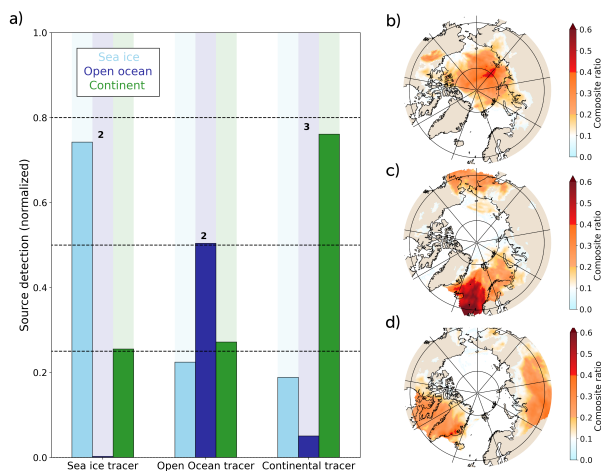 a)
1.0
0.8
0.6
0.4
0.2
0.0
Source detection (normalized)
Sea ice
Open ocean
Continent
2
2
3
Sea ice tracer
Open Ocean tracer
Continental tracer
b)
0.6
0.5
0.4
0.3
0.2
0.1
0.0
Composite ratio
c)
0.6
0.5
0.4
0.3
0.2
0.1
0.0
Composite ratio
d)
0.6
0.5
0.4
0.3
0.2
0.1
0.0
Composite ratio